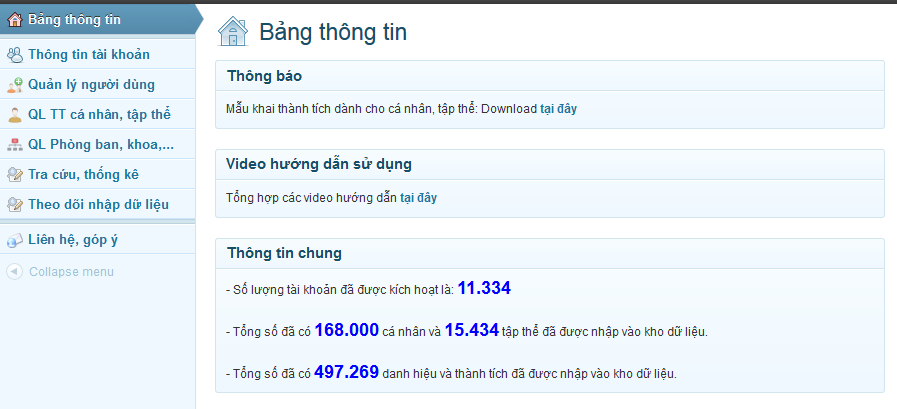 Bảng thông tin
Thông tin tài khoản
Quản lý người dùng
QL TT cá nhân, tập thể
QL Phòng ban, khoa,...
Tra cứu, thống kê
Theo dõi nhập dữ liệu
Liên hệ, góp ý
Collapse menu
Bảng thông tin
Thông báo
Mẫu khai thành tích dành cho cá nhân, tập thể: Download tại đây
Video hướng dẫn sử dụng
Tổng hợp các video hướng dẫn tại đây
Thông tin chung
- Số lượng tài khoản đã được kích hoạt là: 11.334
- Tổng số đã có 168.000 cá nhân và 15.434 tập thể đã được nhập vào kho dữ liệu.
- Tổng số đã có 497.269 danh hiệu và thành tích đã được nhập vào kho dữ liệu.